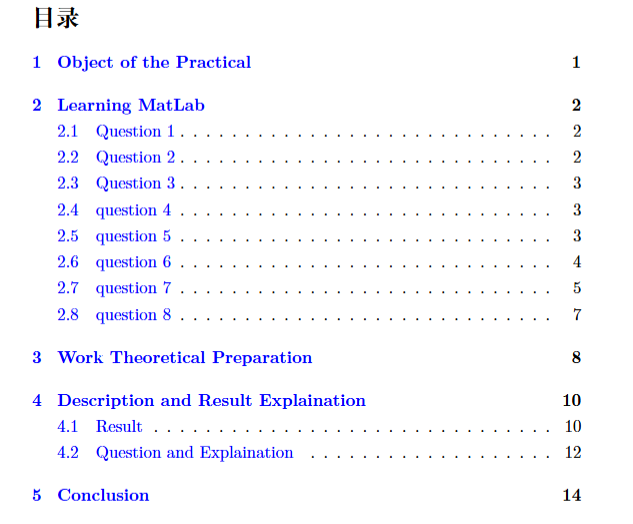 目录
1 Object of the Practical 1
2 Learning MatLab 2
2.1 Question 1 . . . . . . . . . . . . . . . . . . . . . . . . . . . . . 2
2.2 Question 2 . . . . . . . . . . . . . . . . . . . . . . . . . . . . . 2
2.3 Question 3 . . . . . . . . . . . . . . . . . . . . . . . . . . . . . 3
2.4 question 4 . . . . . . . . . . . . . . . . . . . . . . . . . . . . . 3
2.5 question 5 . . . . . . . . . . . . . . . . . . . . . . . . . . . . . 3
2.6 question 6 . . . . . . . . . . . . . . . . . . . . . . . . . . . . . 4
2.7 question 7 . . . . . . . . . . . . . . . . . . . . . . . . . . . . . 5
2.8 question 8 . . . . . . . . . . . . . . . . . . . . . . . . . . . . . 7
3 Work Theoretical Preparation 8
4 Description and Result Explaination 10
4.1 Result . . . . . . . . . . . . . . . . . . . . . . . . . . . . . . . 10
4.2 Question and Explaination . . . . . . . . . . . . . . . . . . . 12
5 Conclusion 14